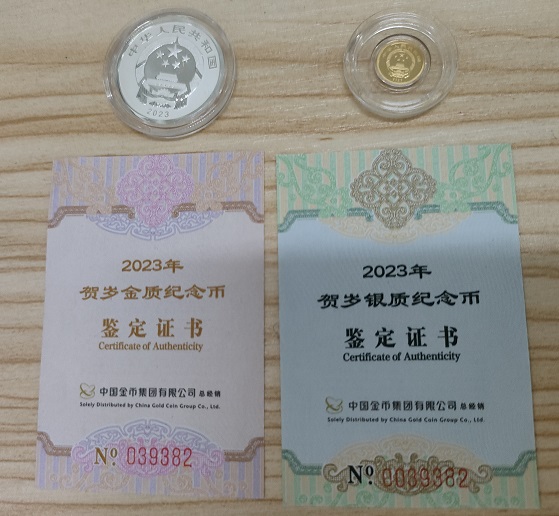 中华人民共和国
2023
2023年
贺岁金质纪念币
鉴定证书
Certificate of Authenticity
中国金币集团有限公司 总经销
Solely Distributed by China Gold Coin Group Co., Ltd.
Nº 039382
2023年
贺岁银质纪念币
鉴定证书
Certificate of Authenticity
中国金币集团有限公司 总经销
Solely Distributed by China Gold Coin Group Co., Ltd.
Nº 0039382